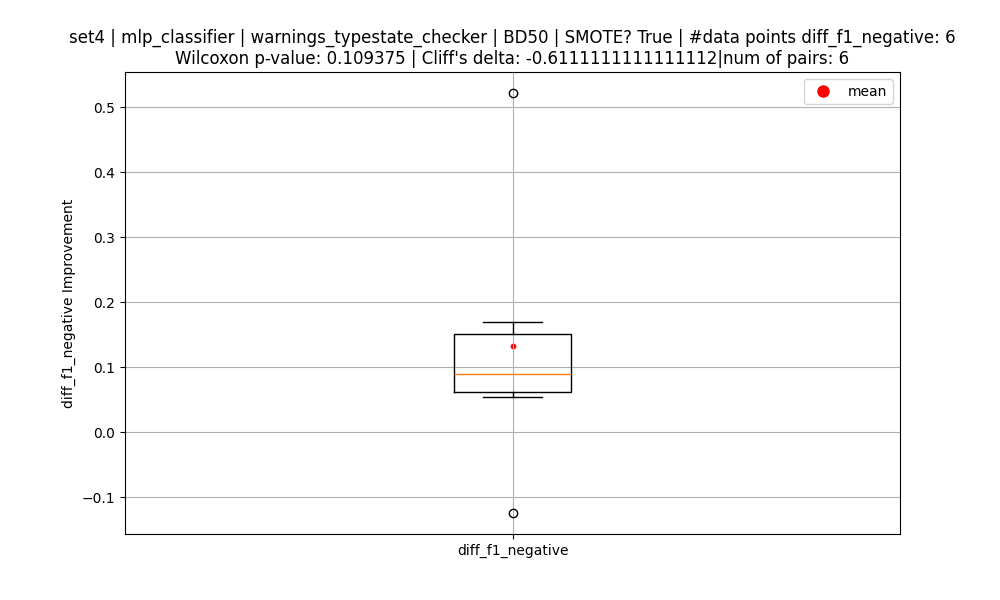 set4 | mlp_classifier | warnings_typestate_checker | BD50 | SMOTE? True | #data points diff_f1_negative: 6
Wilcoxon p-value: 0.109375 | Cliff's delta: -0.6111111111111112|num of pairs: 6
mean
0.5
0.4
0.3
0.2
0.1
0.0
−0.1
diff_f1_negative Improvement
diff_f1_negative